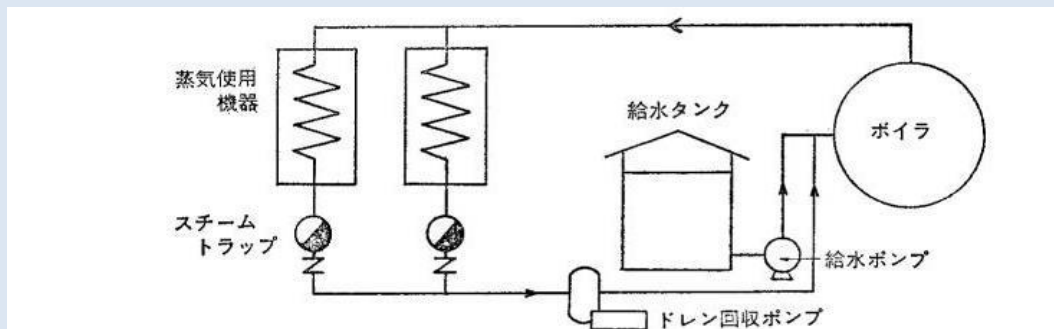 蒸気使用
機器
給水タンク
ボイラ
スチーム
トラップ
給水ポンプ
ドレン回収ポンプ